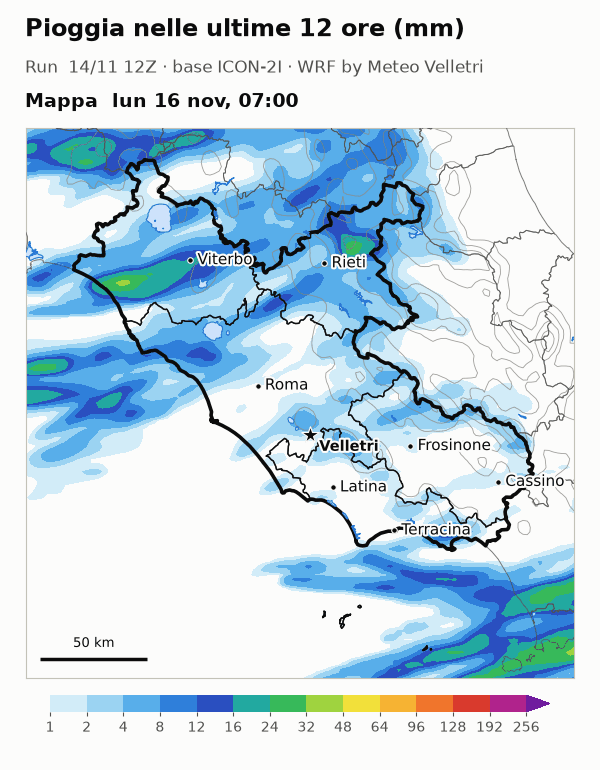 Pioggia nelle ultime 12 ore (mm)
Run  14/11 12Z · base ICON-2I · WRF by Meteo Velletri
Mappa  lun 16 nov, 07:00
Viterbo
Rieti
Roma
Velletri
Frosinone
Latina
Cassino
Terracina
50 km
1 2 4 8 12 16 24 32 48 64 96 128 192 256